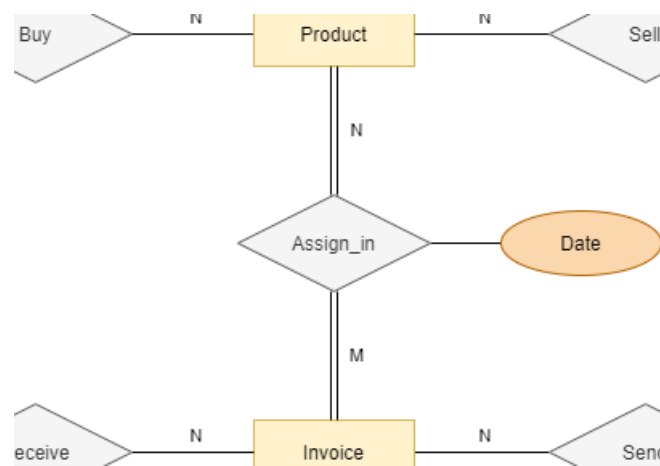 N
N
Buy
Product
Sell
N
Assign_in
Date
M
N
N
eceive
Invoice
Send